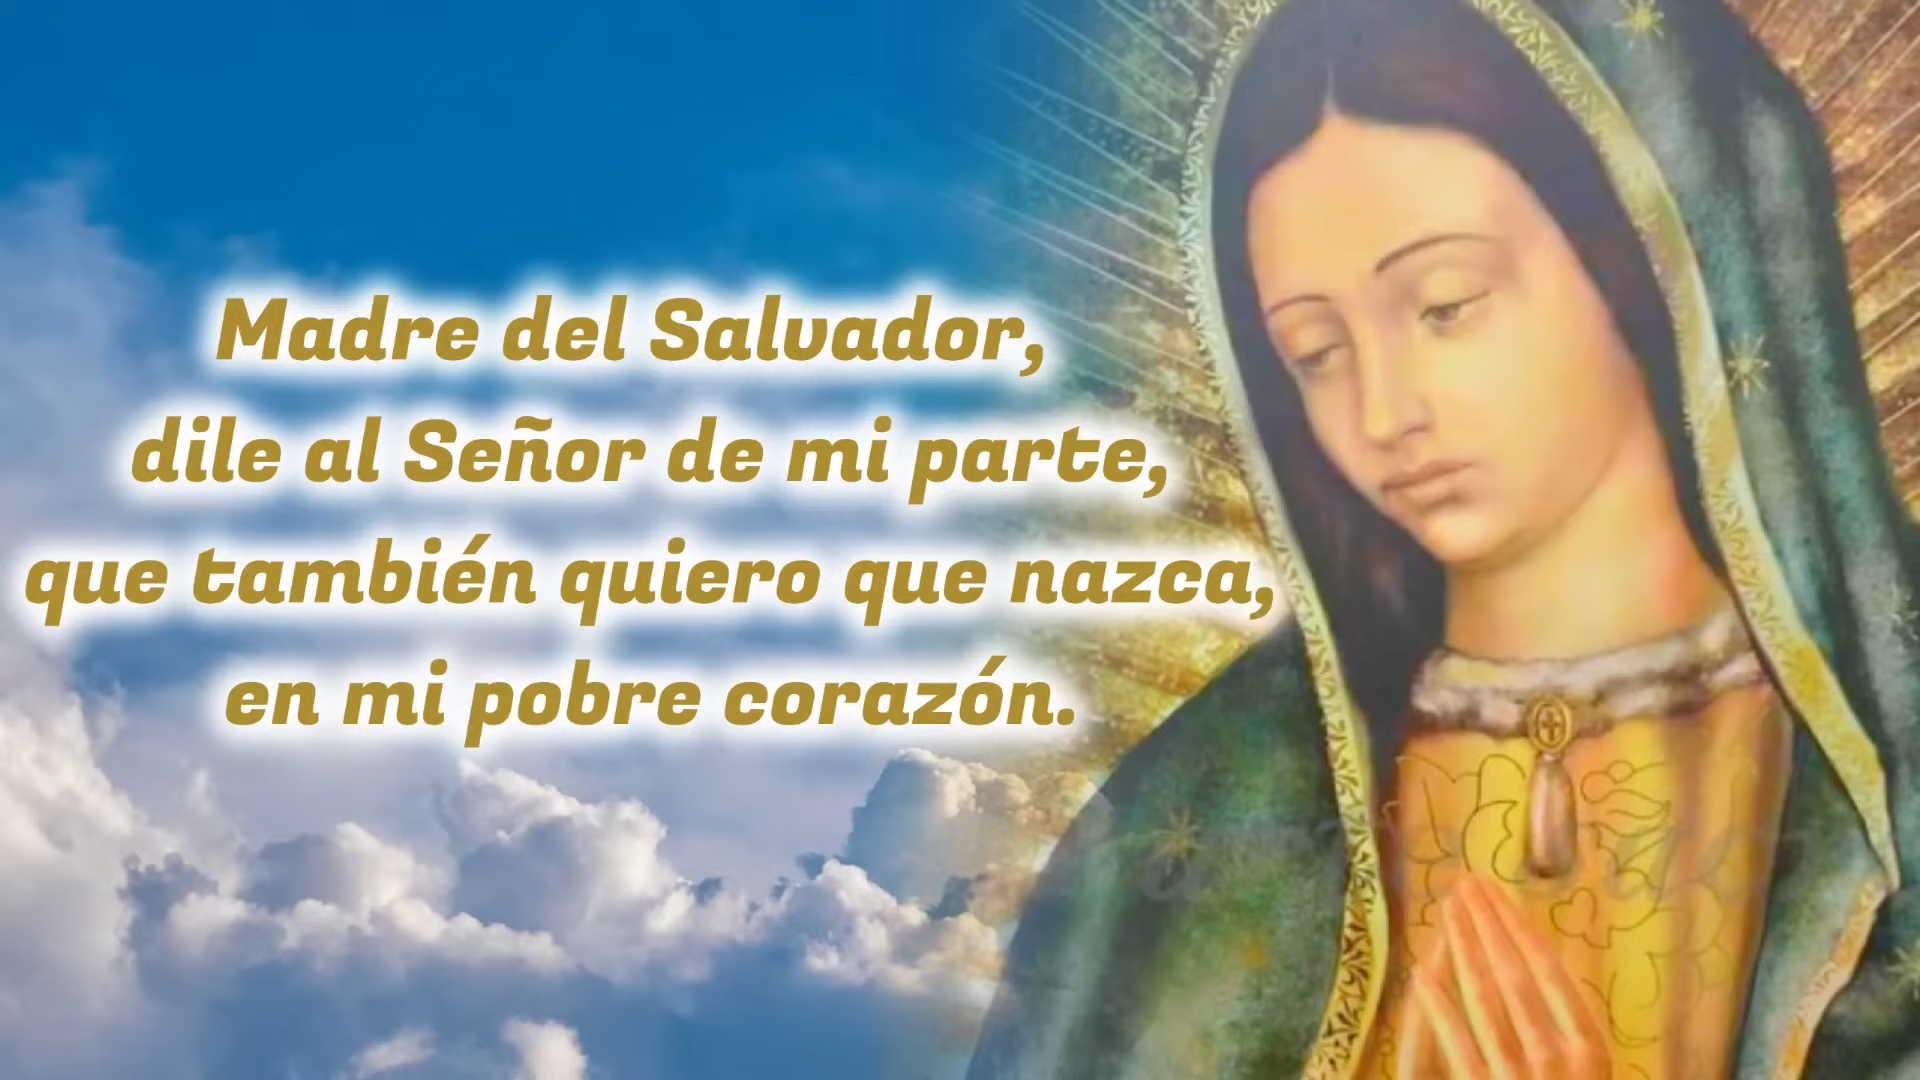 Madre del Salvador,
dile al Señor de mi parte,
que también quiero que nazca,
en mi pobre corazón.